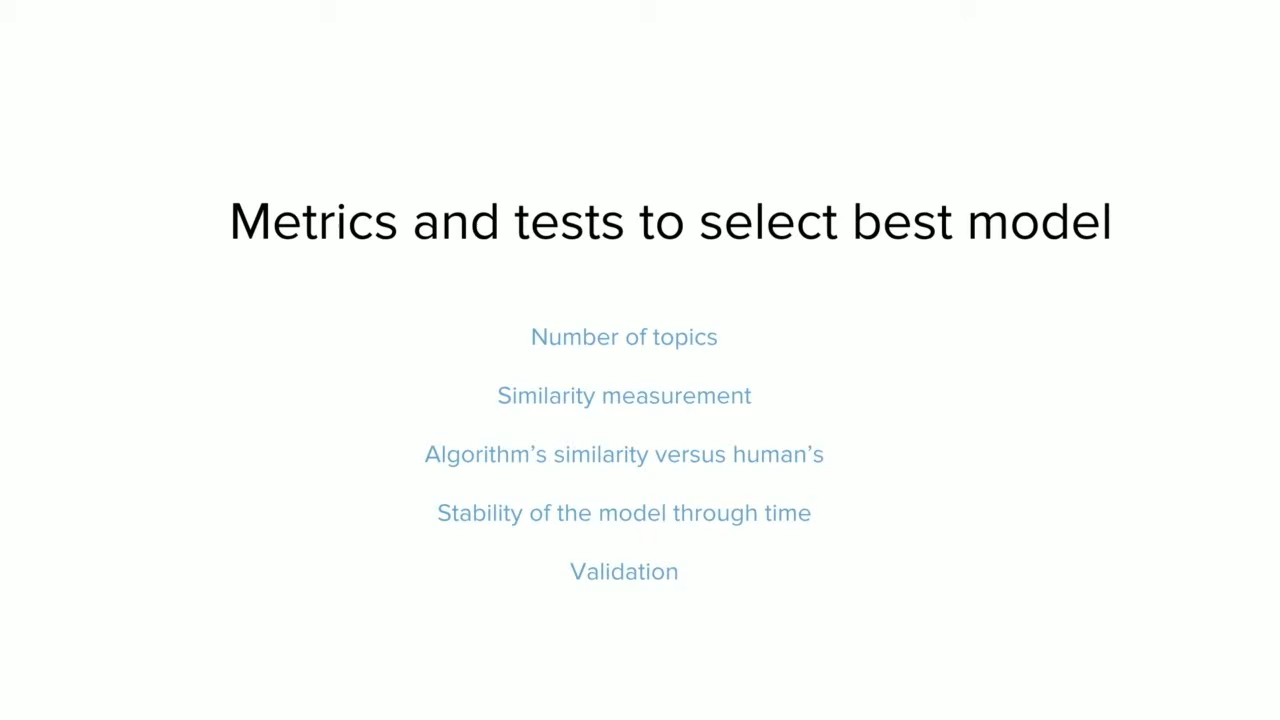 Metrics and tests to select best model
Number of topics
Similarity measurement
Algorithm’s similarity versus human’s
Stability of the model through time
Validation